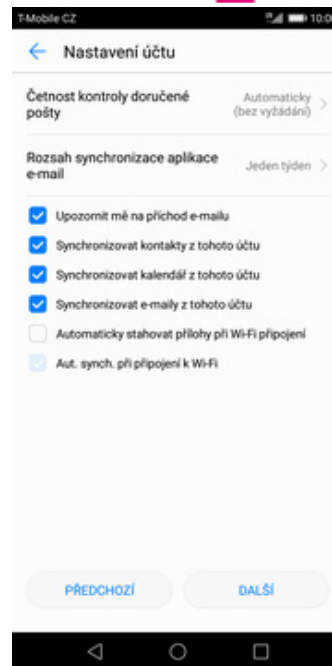 T-Mobile CZ 10:08
Nastavení účtu
Četnost kontroly doručené
pošty
Automaticky
(bez vyžádání)
Rozsah synchronizace aplikace
e-mail
Jeden týden
Upozornit mě na příchod e-mailu
Synchronizovat kontakty z tohoto účtu
Synchronizovat kalendář z tohoto účtu
Synchronizovat e-maily z tohoto účtu
Automaticky stahovat přílohy při Wi-Fi připojení
Aut. synch. při připojení k Wi-Fi
PŘEDCHOZÍ
DALŠÍ